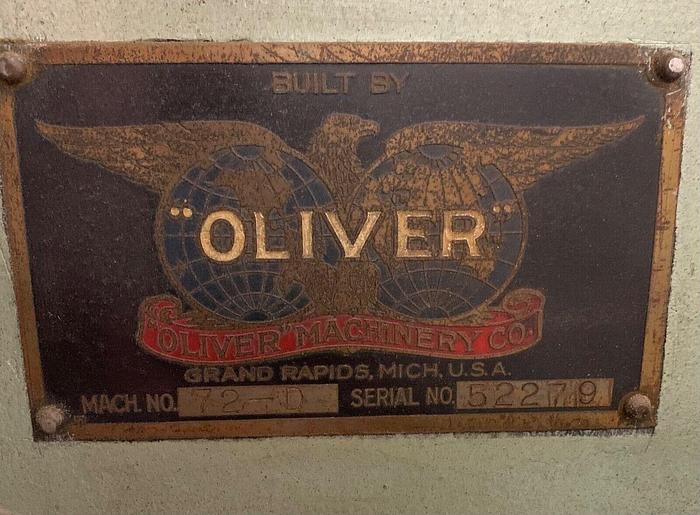 BUILT BY
"OLIVER"
"OLIVER" MACHINERY CO.
GRAND RAPIDS, MICH, U.S.A.
MACH. NO. 72-D SERIAL NO. 52279